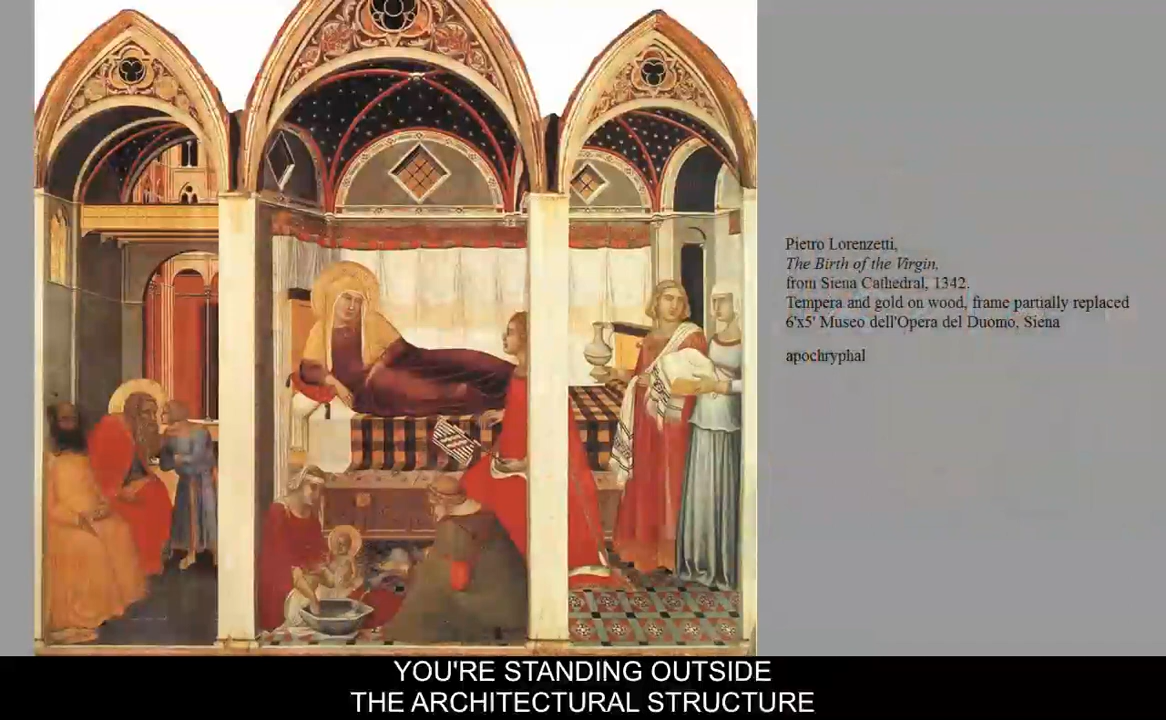 Pietro Lorenzetti,
The Birth of the Virgin,
from Siena Cathedral, 1342.
Tempera and gold on wood, frame partially replaced
6'x5' Museo dell'Opera del Duomo, Siena
apochryphal
YOU'RE STANDING OUTSIDE
THE ARCHITECTURAL STRUCTURE